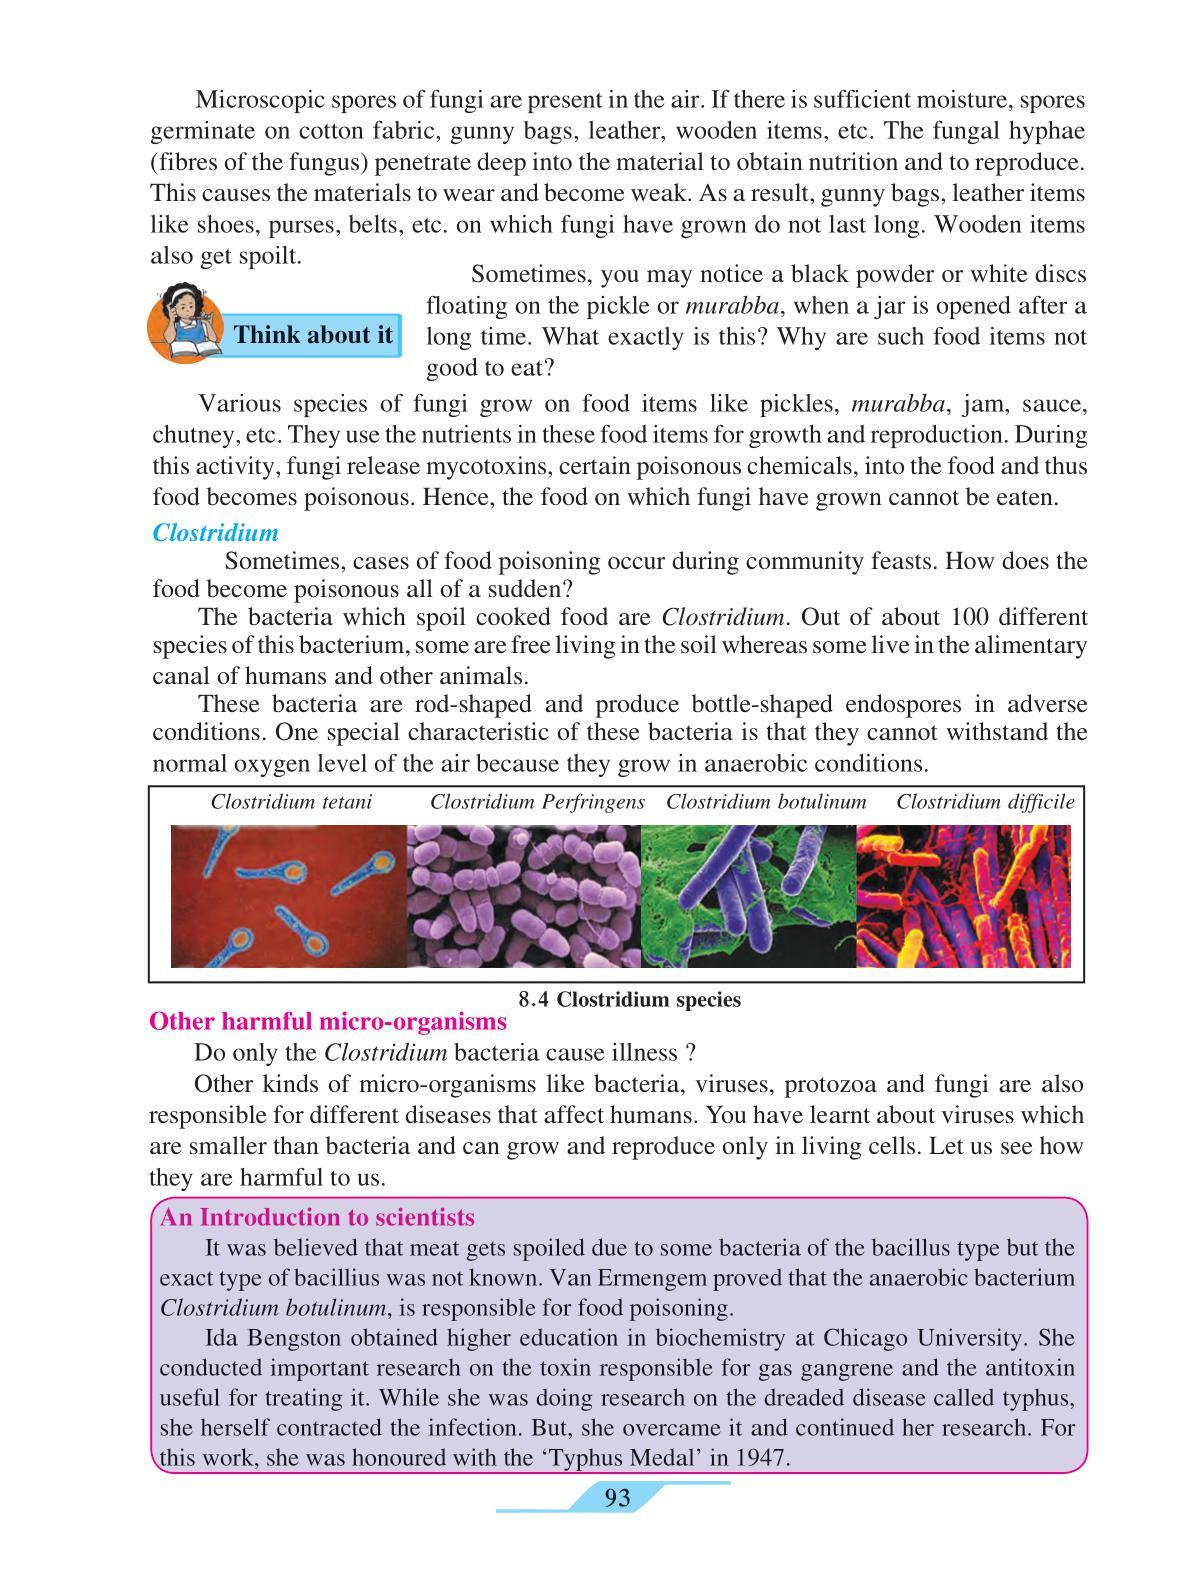 Microscopic spores of fungi are present in the air. If there is sufficient moisture, spores
germinate on cotton fabric, gunny bags, leather, wooden items, etc. The fungal hyphae
(fibres of the fungus) penetrate deep into the material to obtain nutrition and to reproduce.
This causes the materials to wear and become weak. As a result, gunny bags, leather items
like shoes, purses, belts, etc. on which fungi have grown do not last long. Wooden items
also get spoilt.
Think about it
Sometimes, you may notice a black powder or white discs
floating on the pickle or murabba, when a jar is opened after a
long time. What exactly is this? Why are such food items not
good to eat?
Various species of fungi grow on food items like pickles, murabba, jam, sauce,
chutney, etc. They use the nutrients in these food items for growth and reproduction. During
this activity, fungi release mycotoxins, certain poisonous chemicals, into the food and thus
food becomes poisonous. Hence, the food on which fungi have grown cannot be eaten.
Clostridium
Sometimes, cases of food poisoning occur during community feasts. How does the
food become poisonous all of a sudden?
The bacteria which spoil cooked food are Clostridium. Out of about 100 different
species of this bacterium, some are free living in the soil whereas some live in the alimentary
canal of humans and other animals.
These bacteria are rod-shaped and produce bottle-shaped endospores in adverse
conditions. One special characteristic of these bacteria is that they cannot withstand the
normal oxygen level of the air because they grow in anaerobic conditions.
Clostridium tetani Clostridium Perfringens Clostridium botulinum Clostridium difficile
8.4 Clostridium species
Other harmful micro-organisms
Do only the Clostridium bacteria cause illness ?
Other kinds of micro-organisms like bacteria, viruses, protozoa and fungi are also
responsible for different diseases that affect humans. You have learnt about viruses which
are smaller than bacteria and can grow and reproduce only in living cells. Let us see how
they are harmful to us.
An Introduction to scientists
It was believed that meat gets spoiled due to some bacteria of the bacillus type but the
exact type of bacillius was not known. Van Ermengem proved that the anaerobic bacterium
Clostridium botulinum, is responsible for food poisoning.
Ida Bengston obtained higher education in biochemistry at Chicago University. She
conducted important research on the toxin responsible for gas gangrene and the antitoxin
useful for treating it. While she was doing research on the dreaded disease called typhus,
she herself contracted the infection. But, she overcame it and continued her research. For
this work, she was honoured with the ‘Typhus Medal’ in 1947.
93